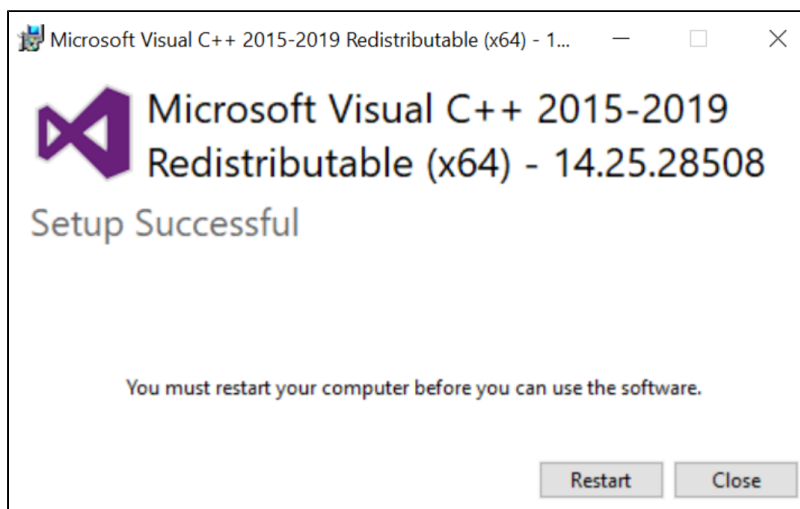 Microsoft Visual C++ 2015-2019 Redistributable (x64) - 1...
Microsoft Visual C++ 2015-2019
Redistributable (x64) - 14.25.28508
Setup Successful
You must restart your computer before you can use the software.
Restart Close